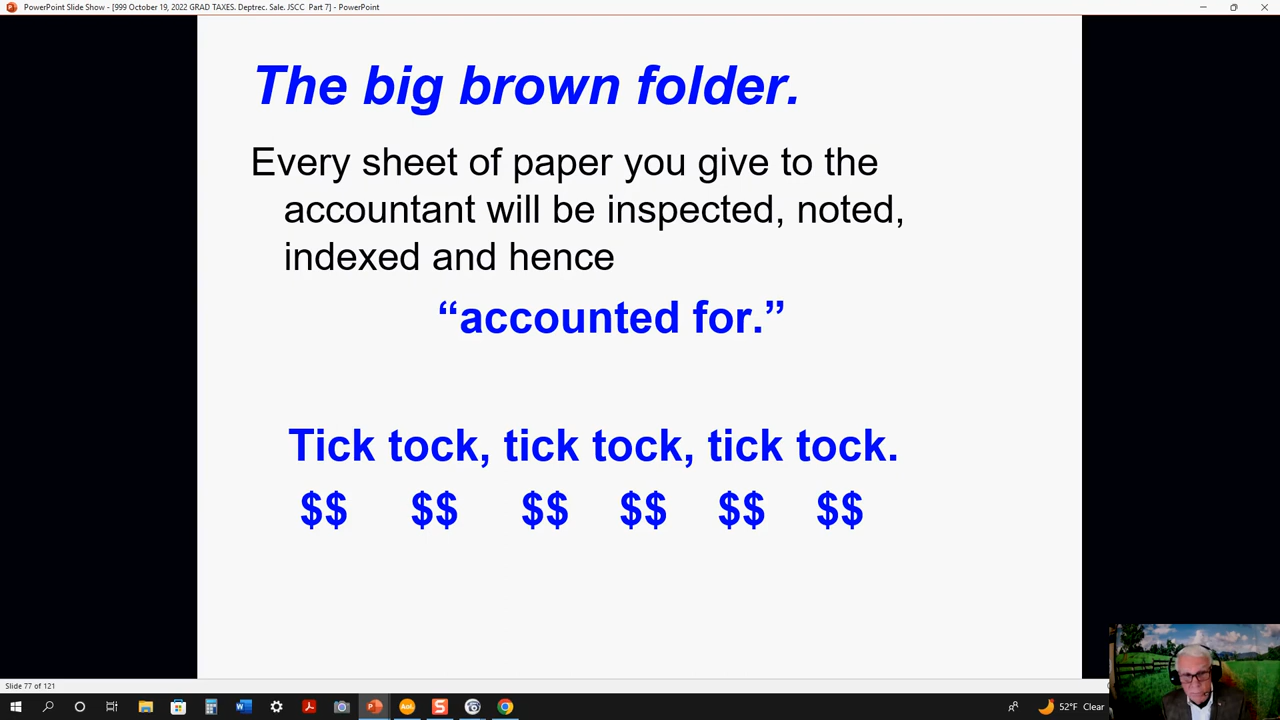 PowerPoint Slide Show - [999 October 19, 2022 GRAD TAXES. Deptrec. Sale. JSCC  Part 7] - PowerPoint
The big brown folder.
Every sheet of paper you give to the
accountant will be inspected, noted,
indexed and hence
“accounted for.”
Tick tock, tick tock, tick tock.
$$ $$ $$ $$ $$ $$
Slide 77 of 121
52°F Clear